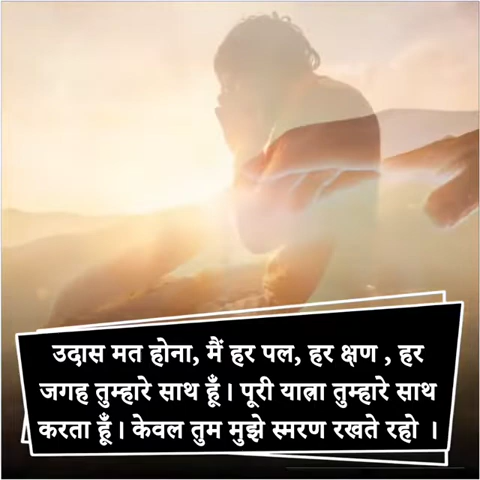 उदास मत होना, मैं हर पल, हर क्षण , हर
जगह तुम्हारे साथ हूँ। पूरी यात्रा तुम्हारे साथ
करता हूँ। केवल तुम मुझे स्मरण रखते रहो ।